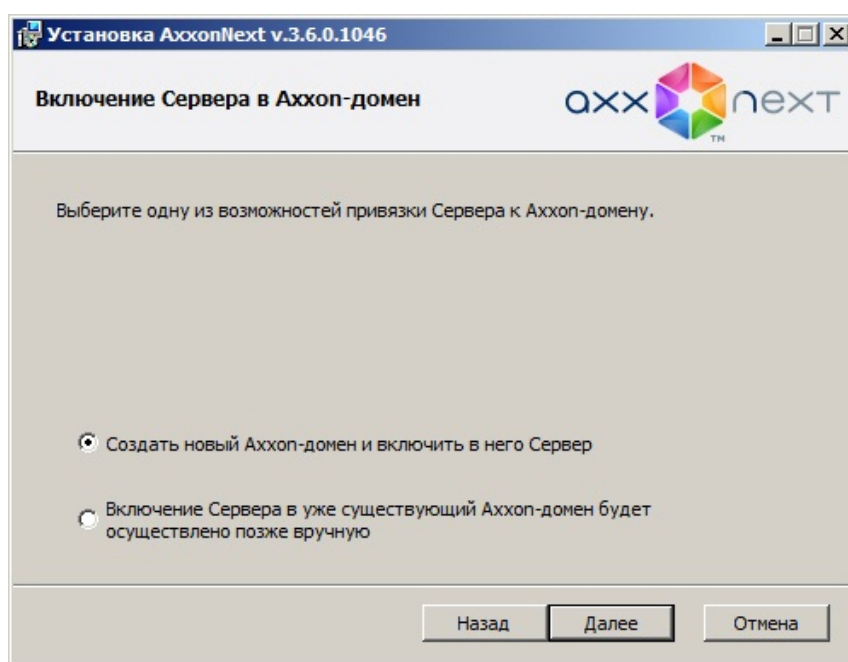 Установка AxxonNext v.3.6.0.1046
Включение Сервера в Axxon-домен
axx next
TM
Выберите одну из возможностей привязки Сервера к Axxon-домену.
Создать новый Axxon-домен и включить в него Сервер
Включение Сервера в уже существующий Axxon-домен будет
осуществлено позже вручную
Назад
Далее
Отмена